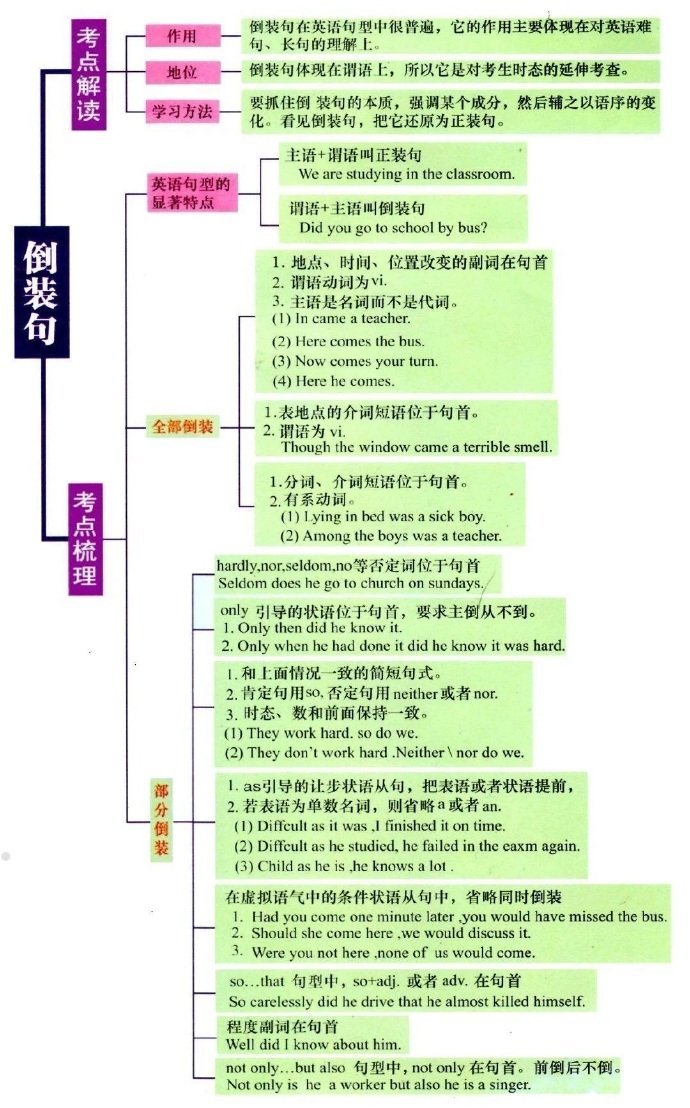 倒装句
考点解读
作用
倒装句在英语句型中很普遍，它的作用主要体现在对英语难
句、长句的理解上。
地位
倒装句体现在谓语上，所以它是对考生时态的延伸考查。
学习方法
要抓住倒 装句的本质，强调某个成分，然后辅之以语序的变
化。看见倒装句，把它还原为正装句。
考点梳理
英语句型的
显著特点
主语+谓语叫正装句
We are studying in the classroom.
谓语+主语叫倒装句
Did you go to school by bus?
全部倒装
1. 地点、时间、位置改变的副词在句首
2. 谓语动词为vi.
3. 主语是名词而不是代词。
(1) In came a teacher.
(2) Here comes the bus.
(3) Now comes your turn.
(4) Here he comes.
1.表地点的介词短语位于句首。
2. 谓语为 vi.
Though the window came a terrible smell.
1.分词、介词短语位于句首。
2.有系动词。
(1) Lying in bed was a sick boy.
(2) Among the boys was a teacher.
部分倒装
hardly,nor,seldom,no等否定词位于句首
Seldom does he go to church on sundays.
only 引导的状语位于句首，要求主倒从不到。
1. Only then did he know it.
2. Only when he had done it did he know it was hard.
1.和上面情况一致的简短句式。
2.肯定句用so,否定句用 neither 或者 nor.
3. 时态、数和前面保持一致。
(1) They work hard. so do we.
(2) They don't work hard .Neither \ nor do we.
1. as引导的让步状语从句，把表语或者状语提前，
2. 若表语为单数名词，则省略 a 或者 an.
(1) Diffcult as it was ,I finished it on time.
(2) Diffcult as he studied, he failed in the eaxm again.
(3) Child as he is ,he knows a lot .
在虚拟语气中的条件状语从句中，省略同时倒装
1. Had you come one minute later ,you would have missed the bus.
2. Should she come here ,we would discuss it.
3. Were you not here ,none of us would come.
so…that 句型中，so+adj. 或者 adv. 在句首
So carelessly did he drive that he almost killed himself.
程度副词在句首
Well did I know about him.
not only…but also 句型中，not only 在句首。前倒后不倒。
Not only is he a worker but also he is a singer.